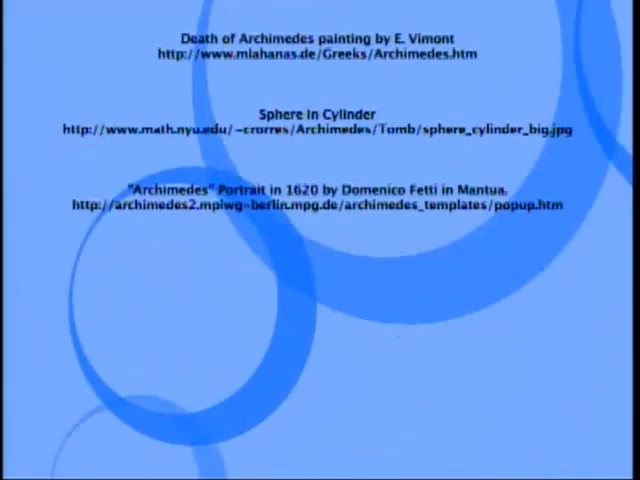 Death of Archimedes painting by E. Vimont
http://www.mlahanas.de/Greeks/Archimedes.htm
Sphere in Cylinder
http://www.math.nyu.edu/~crorres/Archimedes/Tomb/sphere_cylinder_big.jpg
"Archimedes" Portrait in 1620 by Domenico Fetti in Mantua.
http://archimedes2.mpiwg-berlin.mpg.de/archimedes_templates/popup.htm